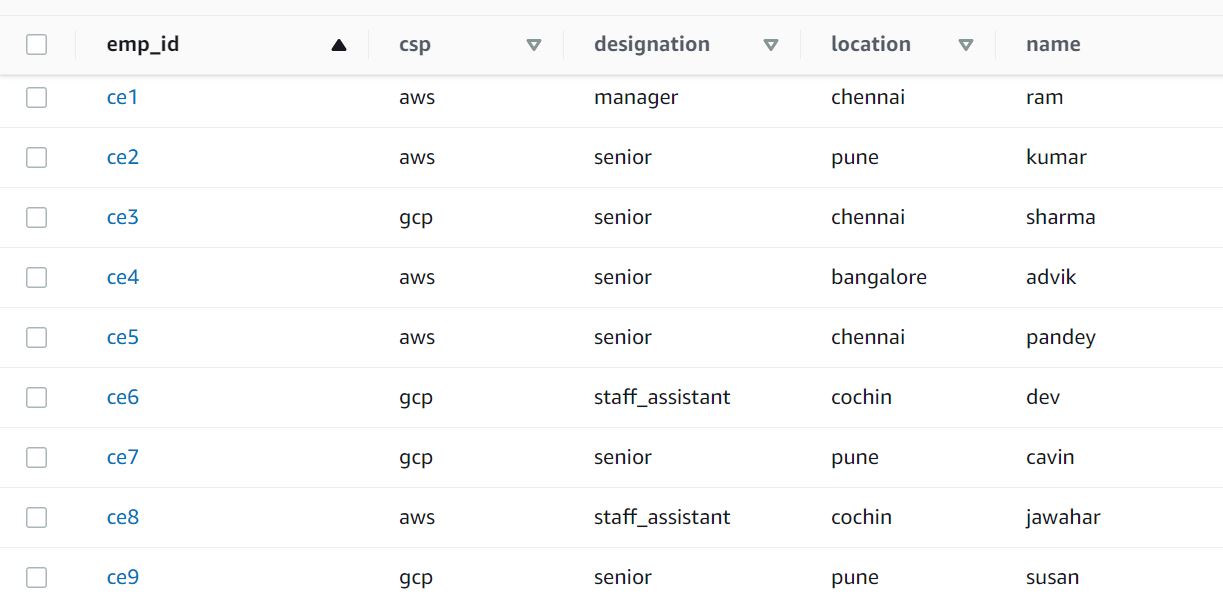 emp_id csp designation location name
ce1 aws manager chennai ram
ce2 aws senior pune kumar
ce3 gcp senior chennai sharma
ce4 aws senior bangalore advik
ce5 aws senior chennai pandey
ce6 gcp staff_assistant cochin dev
ce7 gcp senior pune cavin
ce8 aws staff_assistant cochin jawahar
ce9 gcp senior pune susan